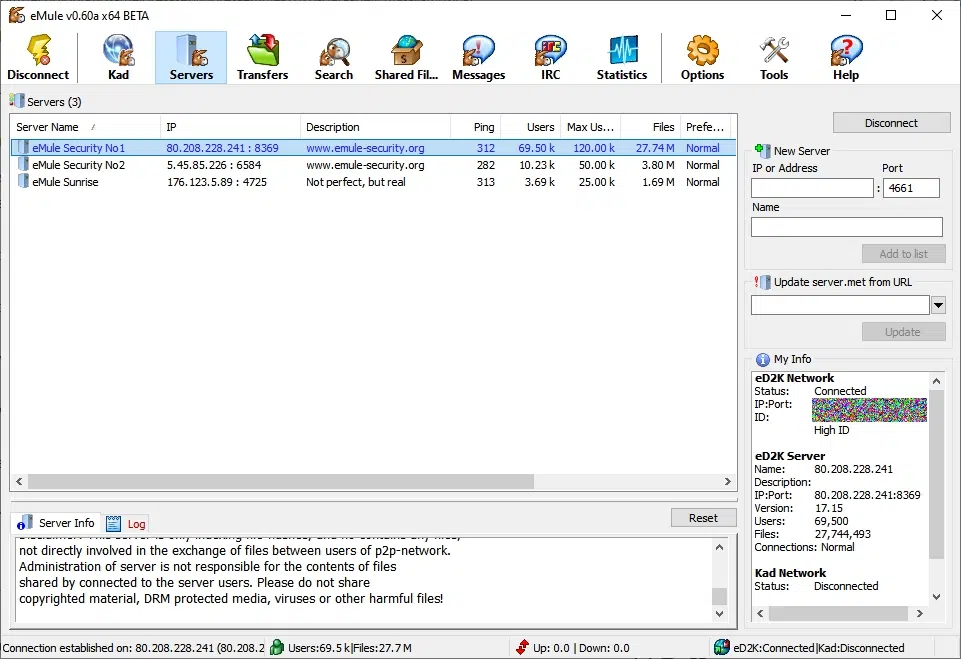 eMule v0.60a x64 BETA
Disconnect Kad Servers Transfers Search Shared Fil... Messages IRC Statistics Options Tools Help
Servers (3)
Server Name / IP Description Ping Users Max Us... Files Prefe...
eMule Security No1 80.208.228.241 : 8369 www.emule-security.org 312 69.50 k 120.00 k 27.74 M Normal
eMule Security No2 5.45.85.226 : 6584 www.emule-security.org 282 10.23 k 50.00 k 3.80 M Normal
eMule Sunrise 176.123.5.89 : 4725 Not perfect, but real 313 3.69 k 25.00 k 1.69 M Normal
Disconnect
New Server
IP or Address Port
: 4661
Name
Add to list
Update server.met from URL
Update
My Info
eD2K Network
Status: Connected
IP:Port:
ID:
High ID
eD2K Server
Name: 80.208.228.241
Description:
IP:Port: 80.208.228.241:8369
Version: 17.15
Users: 69,500
Files: 27,744,493
Connections: Normal
Kad Network
Status: Disconnected
Server Info Log
Reset
not directly involved in the exchange of files between users of p2p-network.
Administration of server is not responsible for the contents of files
shared by connected to the server users. Please do not share
copyrighted material, DRM protected media, viruses or other harmful files!
Connection established on: 80.208.228.241 (80.208.2 Users:69.5 k|Files:27.7 M Up: 0.0 | Down: 0.0 eD2K:Connected|Kad:Disconnected